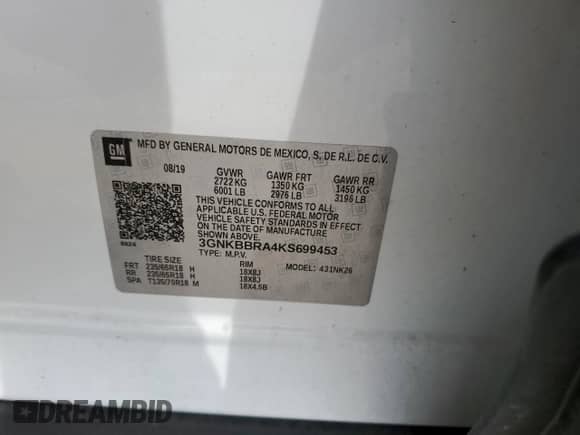 GM
MFD BY GENERAL MOTORS DE MEXICO, S. DE R.L. DE C.V.
08/19 GVWR GAWR FRT GAWR RR
2722 KG 1350 KG 1450 KG
6001 LB 2976 LB 3196 LB
THIS VEHICLE CONFORMS TO ALL
APPLICABLE U.S. FEDERAL MOTOR
VEHICLE SAFETY STANDARDS IN EFFECT
ON THE DATE OF MANUFACTURE
SHOWN ABOVE.
3GNKBBRA4KS699453
TYPE: M.P.V. MODEL: 431NK26
TIRE SIZE RIM
FRT 235/65R18 H 18X8J
RR 235/65R18 H 18X8J
SPA T135/70R18 M 18X4.5B
DREAMBID